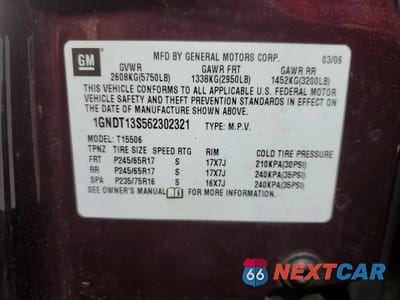 GM
MFD BY GENERAL MOTORS CORP. 03/06
GVWR GAWR FRT GAWR RR
2608KG(5750LB) 1338KG(2950LB) 1452KG(3200LB)
THIS VEHICLE CONFORMS TO ALL APPLICABLE U.S. FEDERAL MOTOR
VEHICLE SAFETY AND THEFT PREVENTION STANDARDS IN EFFECT ON
THE DATE OF MANUFACTURE SHOWN ABOVE.
1GNDT13S562302321 TYPE: M.P.V.
MODEL: T15506
TPNZ TIRE SIZE SPEED RTG RIM COLD TIRE PRESSURE
FRT P245/65R17 S 17X7J 210KPA(30PSI)
RR P245/65R17 S 17X7J 240KPA(35PSI)
SPA P235/75R16 S 16X7J 240KPA(35PSI)
SEE OWNER'S MANUAL FOR ADDITIONAL INFORMATION.
66 NEXTCAR